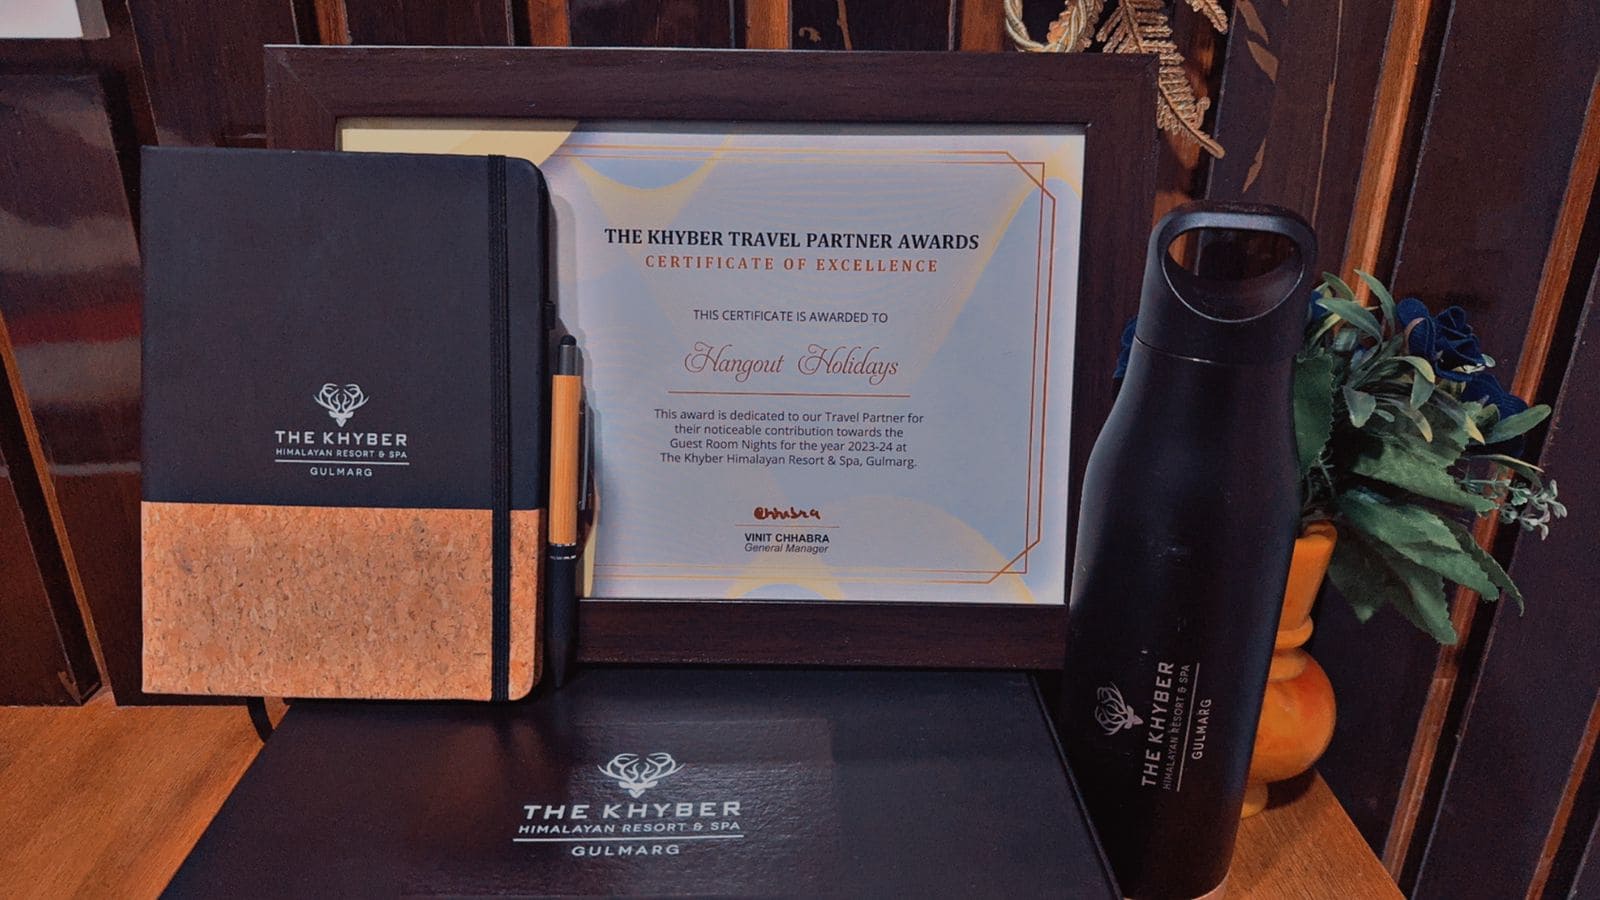 THE KHYBER TRAVEL PARTNER AWARDS
CERTIFICATE OF EXCELLENCE
THIS CERTIFICATE IS AWARDED TO
Hangout Holidays
This award is dedicated to our Travel Partner for
their noticeable contribution towards the
Guest Room Nights for the year 2023-24 at
The Khyber Himalayan Resort & Spa, Gulmarg.
Chhabra
VINIT CHHABRA
General Manager
THE KHYBER
HIMALAYAN RESORT & SPA
GULMARG
THE KHYBER
HIMALAYAN RESORT & SPA
GULMARG
THE KHYBER
HIMALAYAN RESORT & SPA
GULMARG